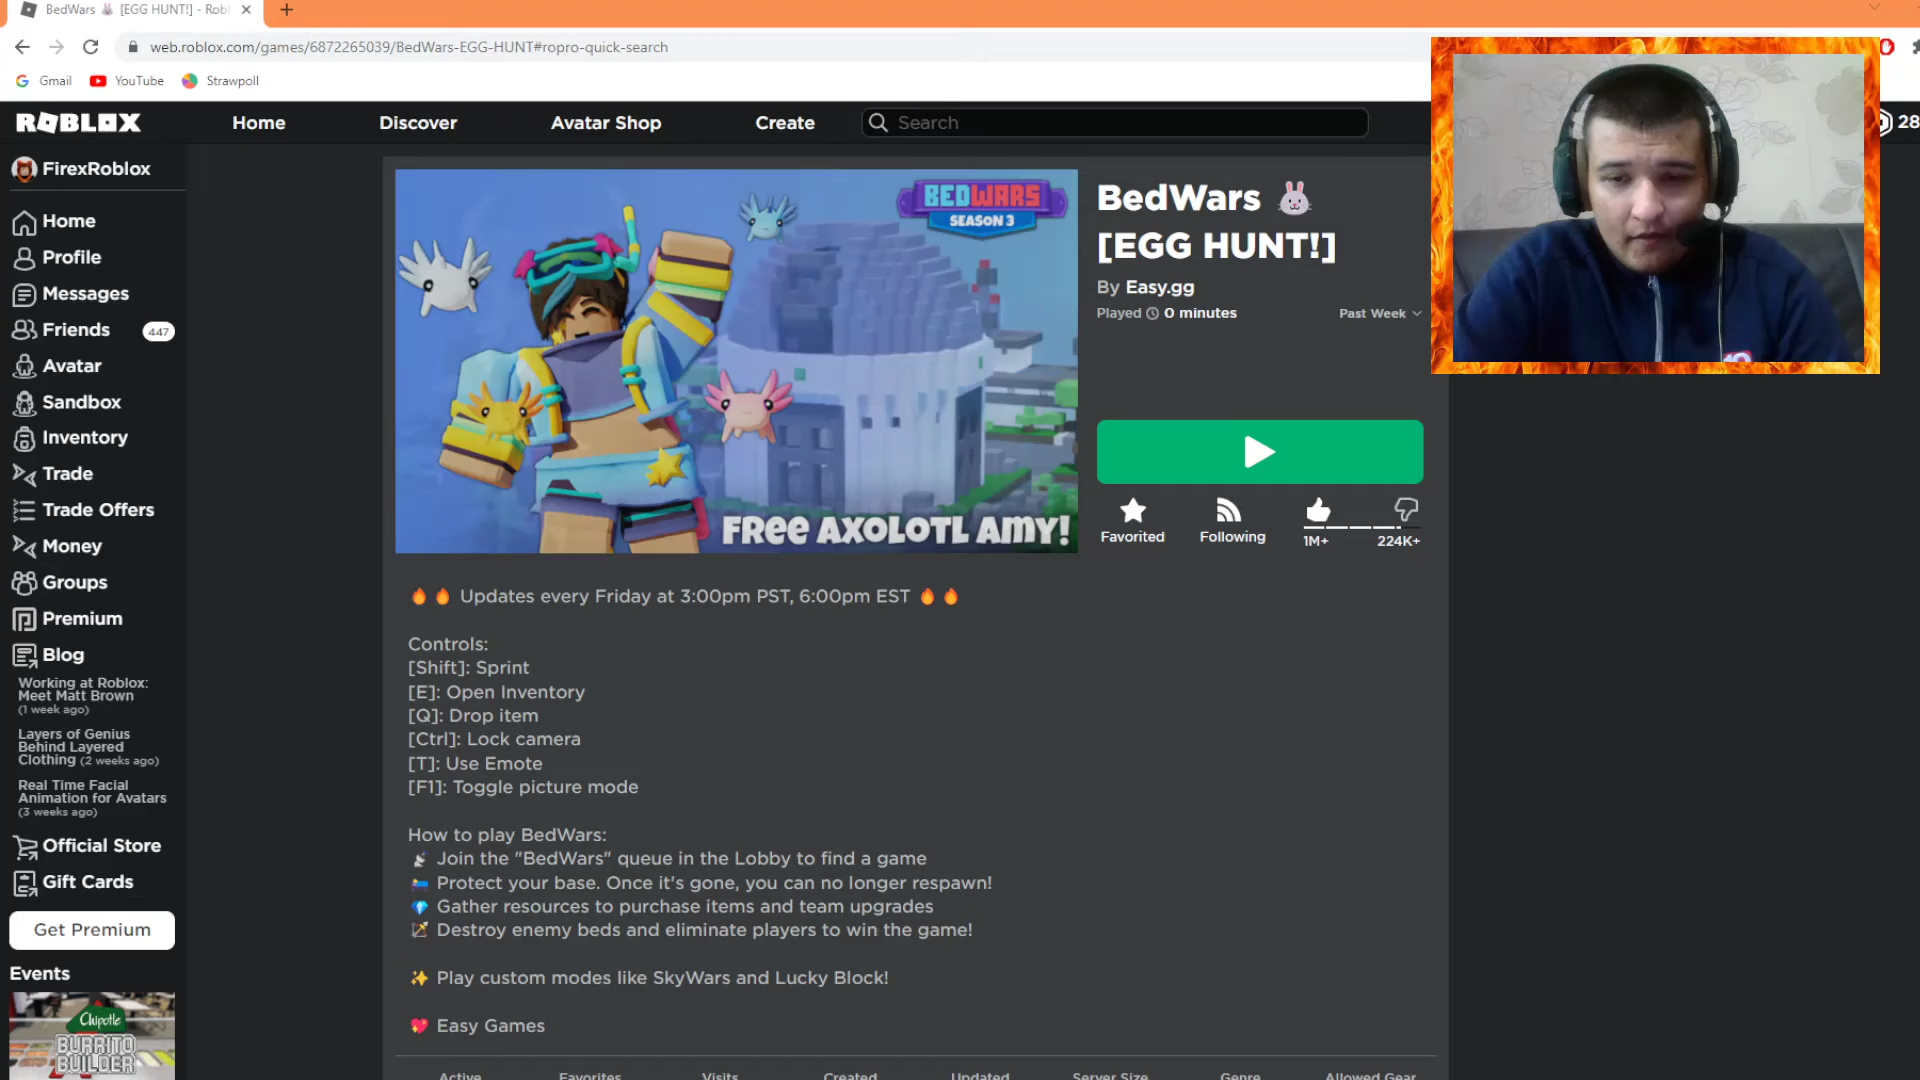 BedWars 🐰 [EGG HUNT!] - Robl
web.roblox.com/games/6872265039/BedWars-EGG-HUNT#ropro-quick-search
Gmail YouTube Strawpoll
ROBLOX Home Discover Avatar Shop Create Search 28
FirexRoblox
Home
Profile
Messages
Friends 447
Avatar
Sandbox
Inventory
Trade
Trade Offers
Money
Groups
Premium
Blog
Working at Roblox:
Meet Matt Brown
(1 week ago)
Layers of Genius
Behind Layered
Clothing (2 weeks ago)
Real Time Facial
Animation for Avatars
(3 weeks ago)
Official Store
Gift Cards
Get Premium
Events
Chipotle
BURRITO
BUILDER
BEDWARS
SEASON 3
FREE AXOLOTL AMY!
BedWars 🐰
[EGG HUNT!]
By Easy.gg
Played 0 minutes Past Week
Favorited Following 1M+ 224K+
🔥 🔥 Updates every Friday at 3:00pm PST, 6:00pm EST 🔥 🔥
Controls:
[Shift]: Sprint
[E]: Open Inventory
[Q]: Drop item
[Ctrl]: Lock camera
[T]: Use Emote
[F1]: Toggle picture mode
How to play BedWars:
Join the "BedWars" queue in the Lobby to find a game
🛏️ Protect your base. Once it's gone, you can no longer respawn!
💎 Gather resources to purchase items and team upgrades
🏹 Destroy enemy beds and eliminate players to win the game!
✨ Play custom modes like SkyWars and Lucky Block!
💖 Easy Games
Active Favorites Visits Created Updated Server Size Genre Allowed Gear